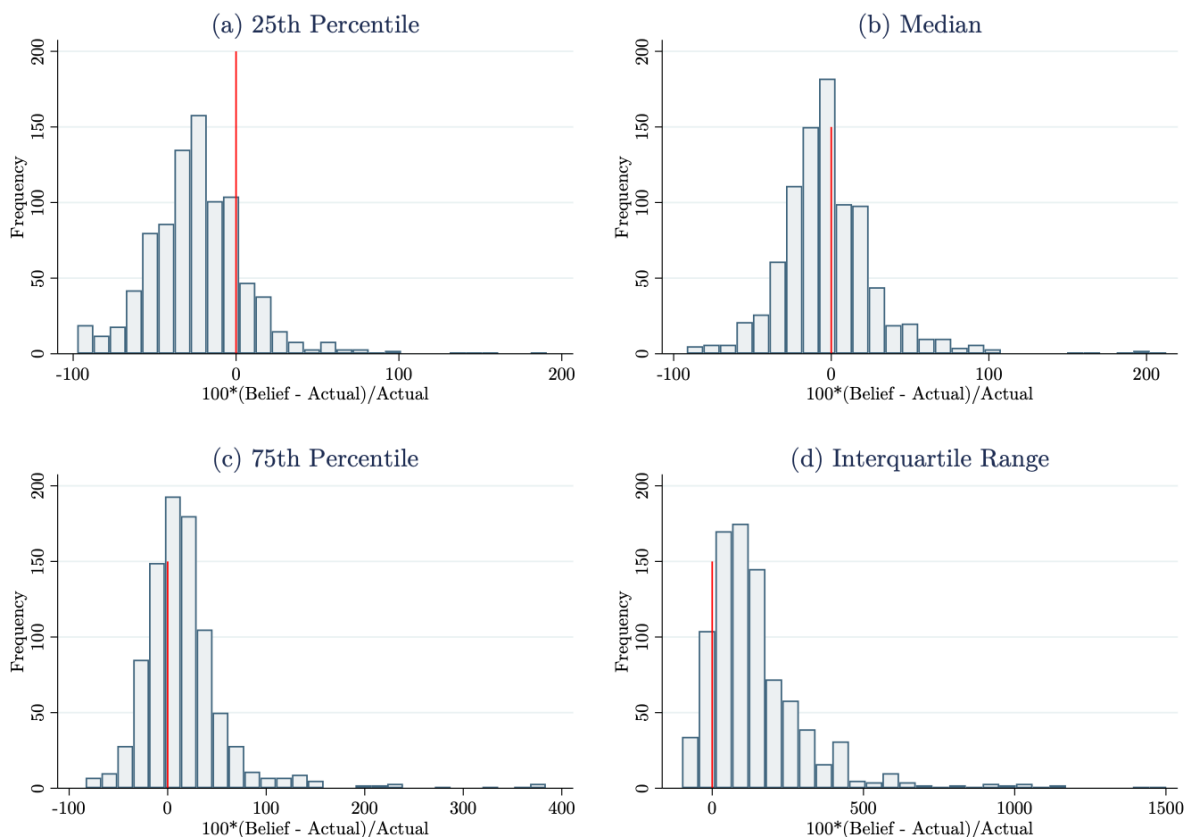 (a) 25th Percentile
Frequency
200
150
100
50
0
-100 0 100 200
100*(Belief - Actual)/Actual
(b) Median
Frequency
200
150
100
50
0
-100 0 100 200
100*(Belief - Actual)/Actual
(c) 75th Percentile
Frequency
200
150
100
50
0
-100 0 100 200 300 400
100*(Belief - Actual)/Actual
(d) Interquartile Range
Frequency
200
150
100
50
0
0 500 1000 1500
100*(Belief - Actual)/Actual